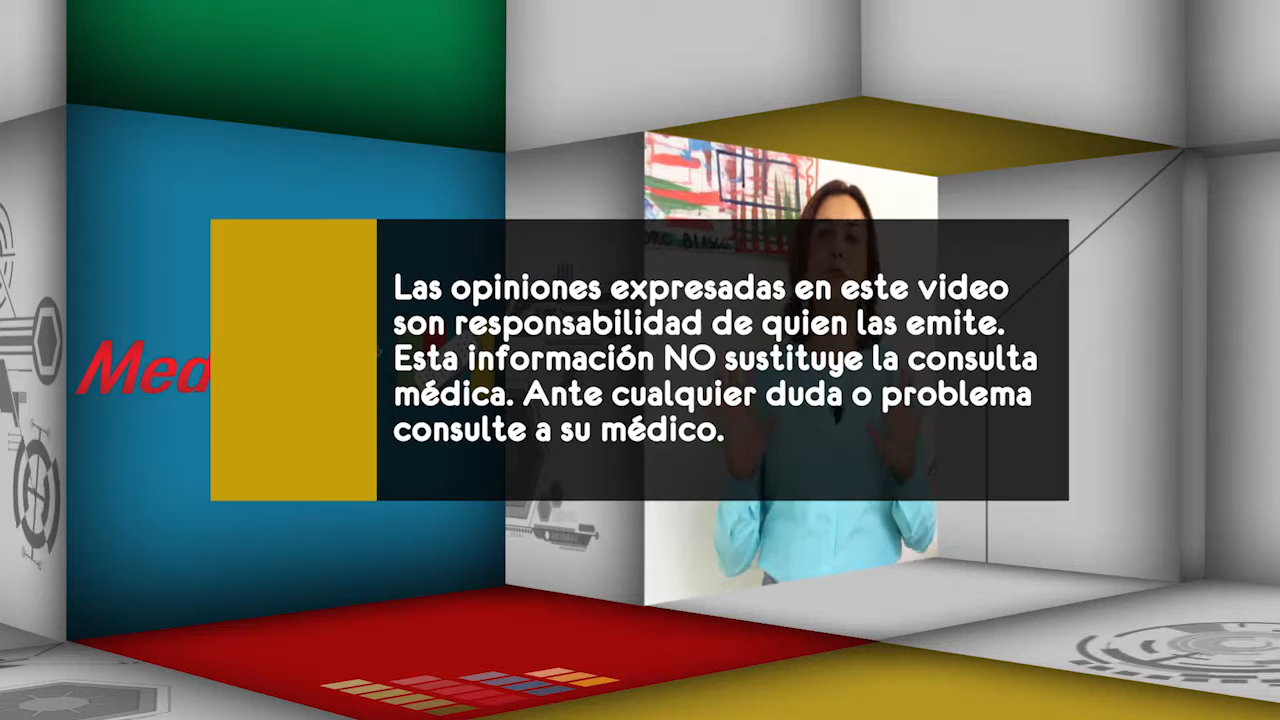 Las opiniones expresadas en este video
son responsabilidad de quien las emite.
Esta información NO sustituye la consulta
médica. Ante cualquier duda o problema
consulte a su médico.
Med